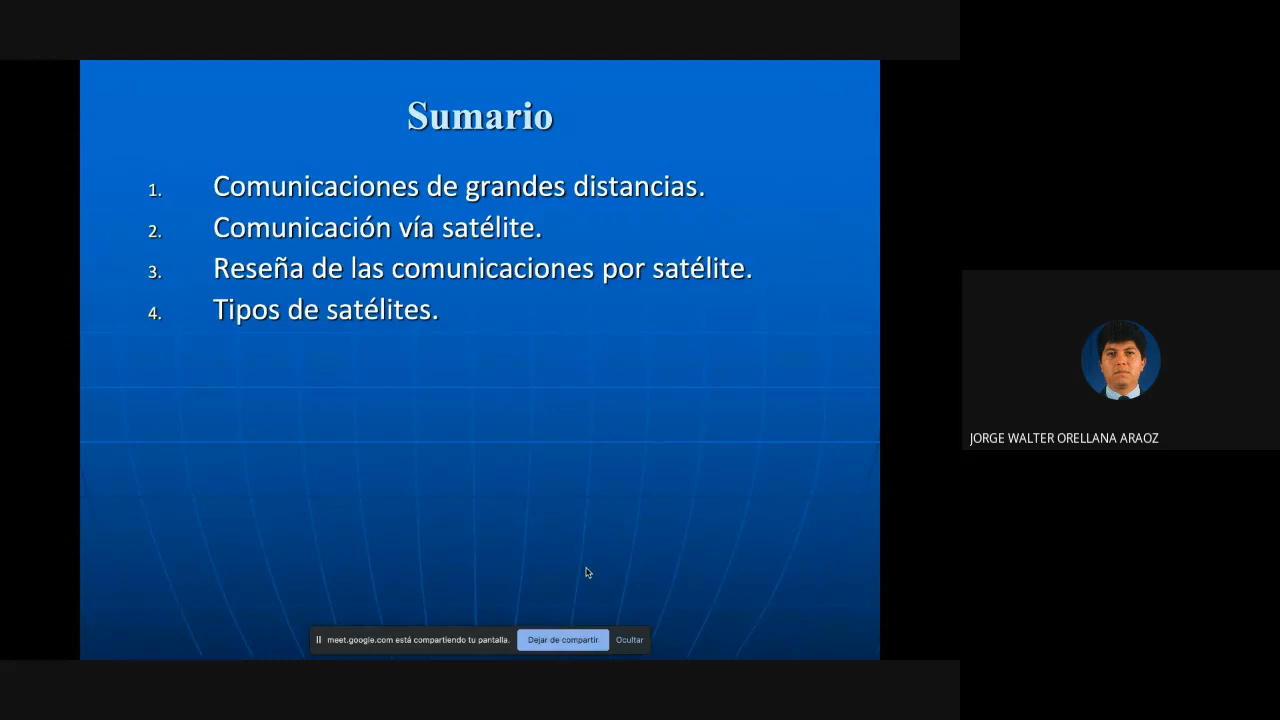 Sumario
1. Comunicaciones de grandes distancias.
2. Comunicación vía satélite.
3. Reseña de las comunicaciones por satélite.
4. Tipos de satélites.
meet.google.com está compartiendo tu pantalla. Dejar de compartir Ocultar
JORGE WALTER ORELLANA ARAOZ